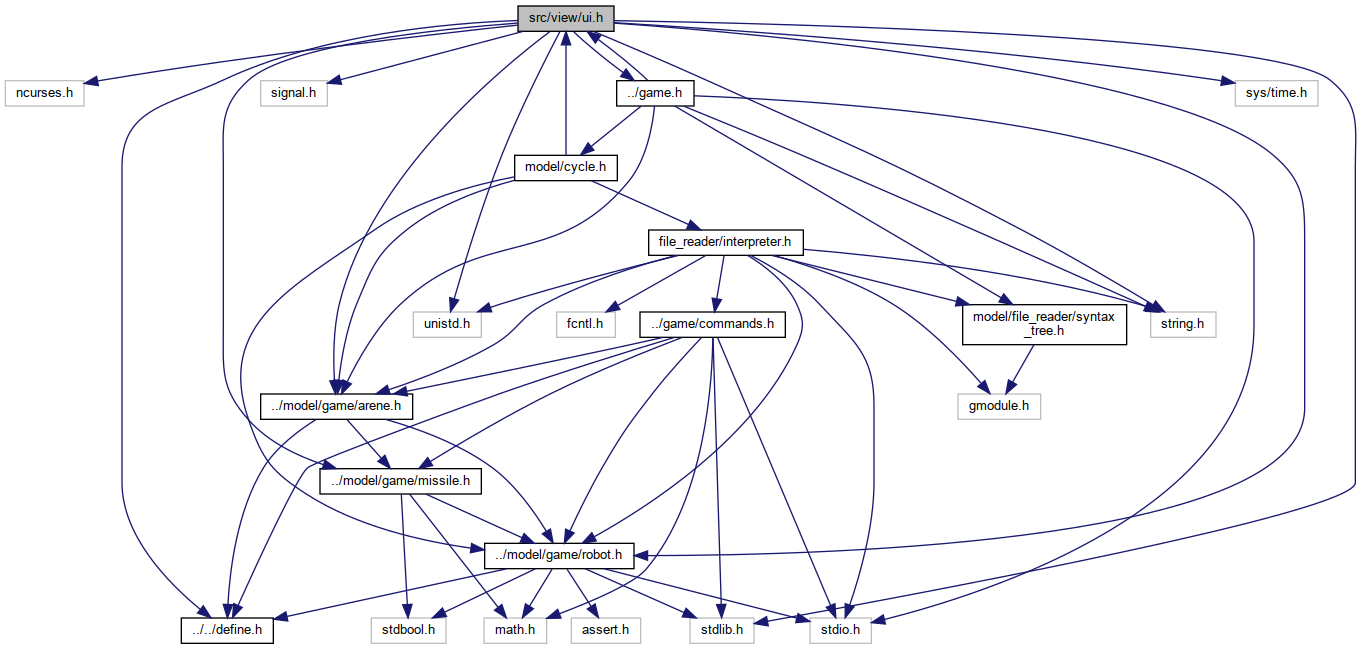 src/view/ui.h
ncurses.h
signal.h
../game.h
sys/time.h
model/cycle.h
file_reader/interpreter.h
unistd.h
fcntl.h
../game/commands.h
model/file_reader/syntax
_tree.h
string.h
../model/game/arene.h
gmodule.h
../model/game/missile.h
../model/game/robot.h
../../define.h
stdbool.h
math.h
assert.h
stdlib.h
stdio.h